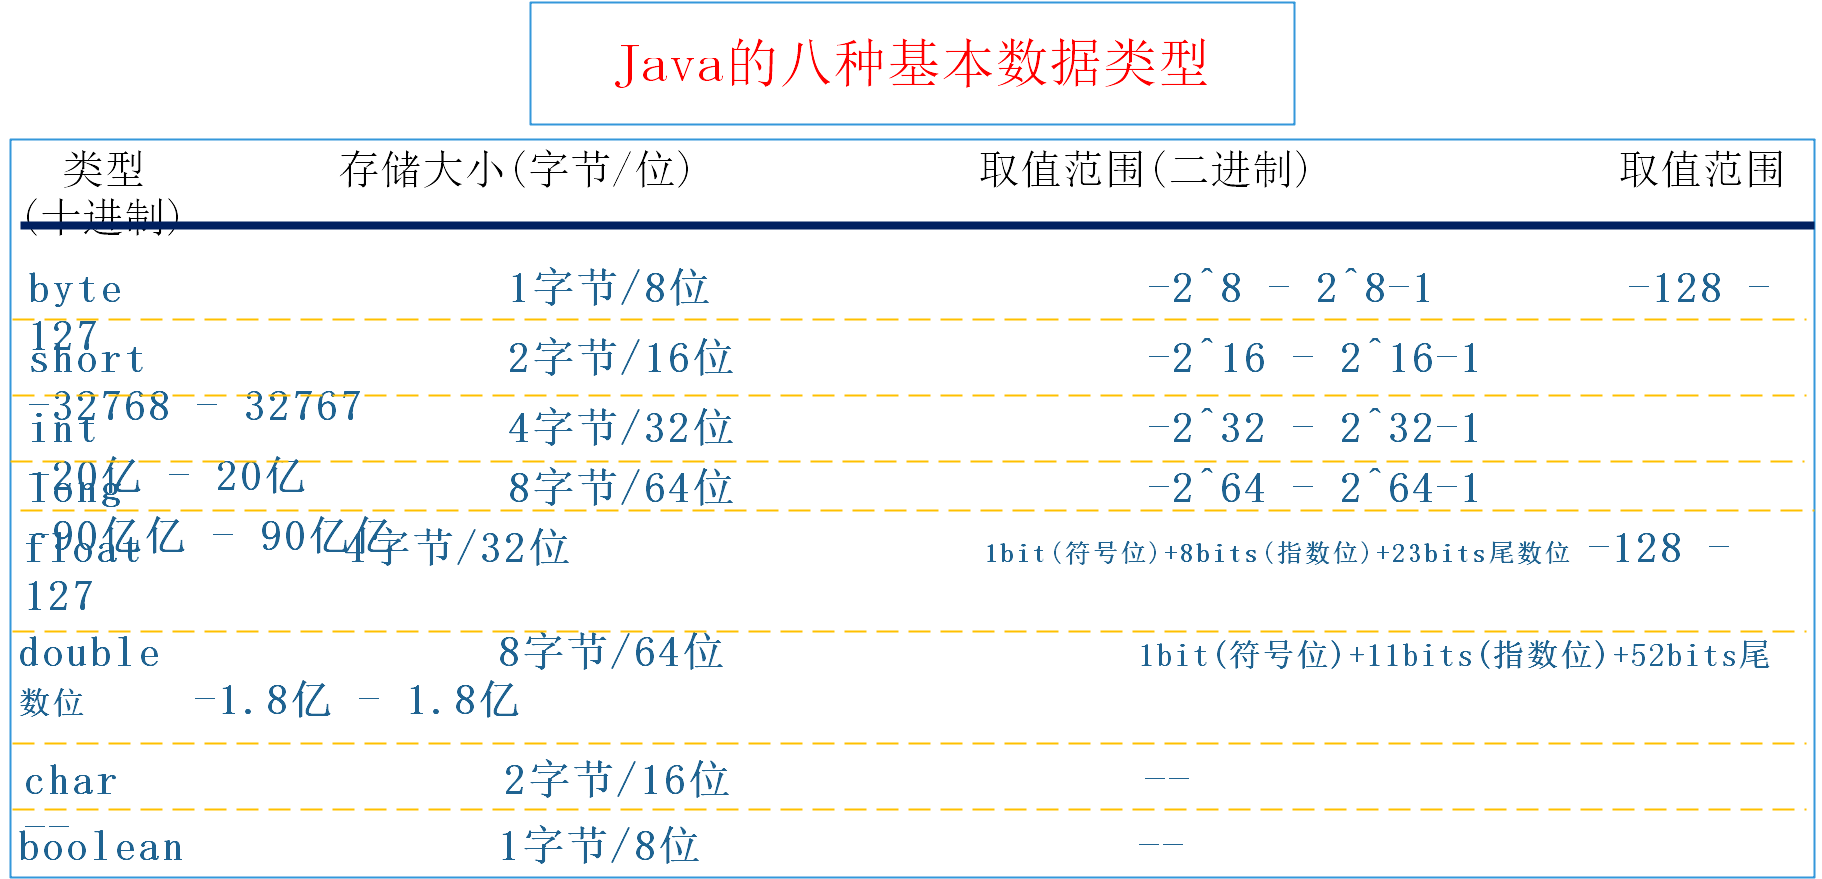 Java的八种基本数据类型
类型 存储大小(字节/位) 取值范围(二进制) 取值范围
(十进制)
byte 1字节/8位 -2^8 - 2^8-1 -128 -
127
short 2字节/16位 -2^16 - 2^16-1
-32768 - 32767
int 4字节/32位 -2^32 - 2^32-1
-20亿 - 20亿
long 8字节/64位 -2^64 - 2^64-1
-90亿亿 - 90亿亿
float 4字节/32位 1bit(符号位)+8bits(指数位)+23bits尾数位 -128 -
127
double 8字节/64位 1bit(符号位)+11bits(指数位)+52bits尾
数位 -1.8亿 - 1.8亿
char 2字节/16位 --
--
boolean 1字节/8位 --